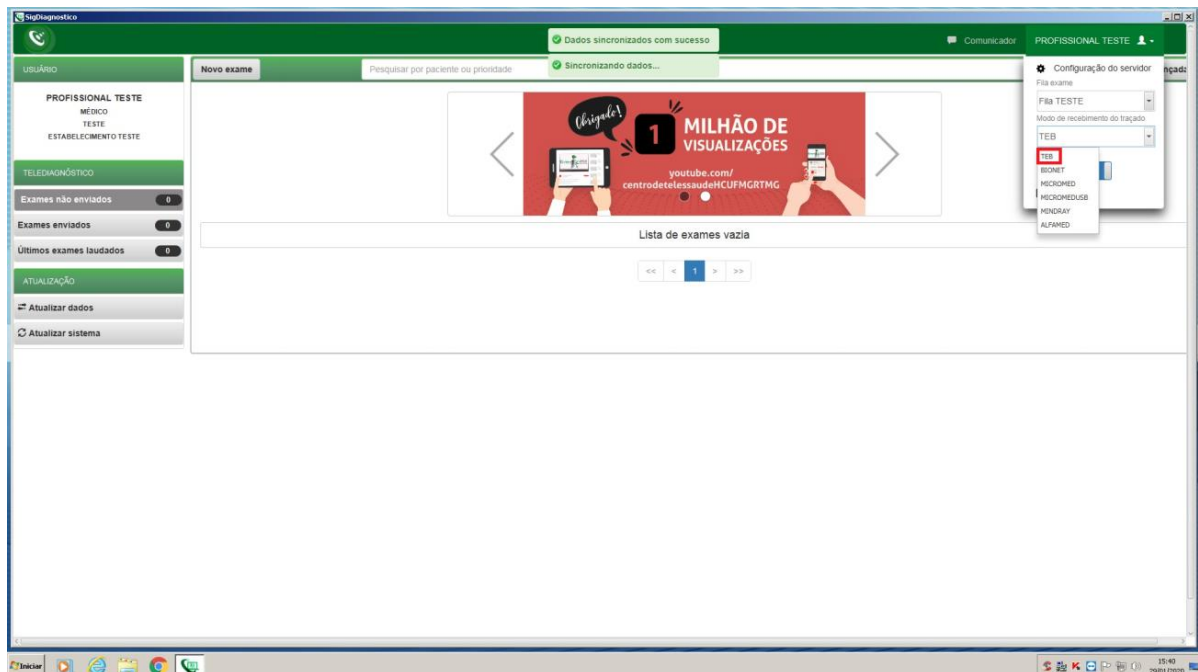 SigDiagnostico
Dados sincronizados com sucesso
Sincronizando dados...
Comunicador
PROFISSIONAL TESTE
USUÁRIO
PROFISSIONAL TESTE
MÉDICO
TESTE
ESTABELECIMENTO TESTE
TELEDIAGNÓSTICO
Exames não enviados 0
Exames enviados 0
Últimos exames laudados 0
ATUALIZAÇÃO
Atualizar dados
Atualizar sistema
Novo exame
Pesquisar por paciente ou prioridade
Obrigado!
1 MILHÃO DE
VISUALIZAÇÕES
youtube.com/
centrodetelessaudeHCUFMGRTMG
Lista de exames vazia
<< < 1 > >>
Configuração do servidor
Fila exame
Fila TESTE
Modo de recebimento do traçado
TEB
TEB
BIONET
MICROMED
MICROMEDUSB
MINDRAY
ALFAMED
Iniciar
15:40
29/01/2020